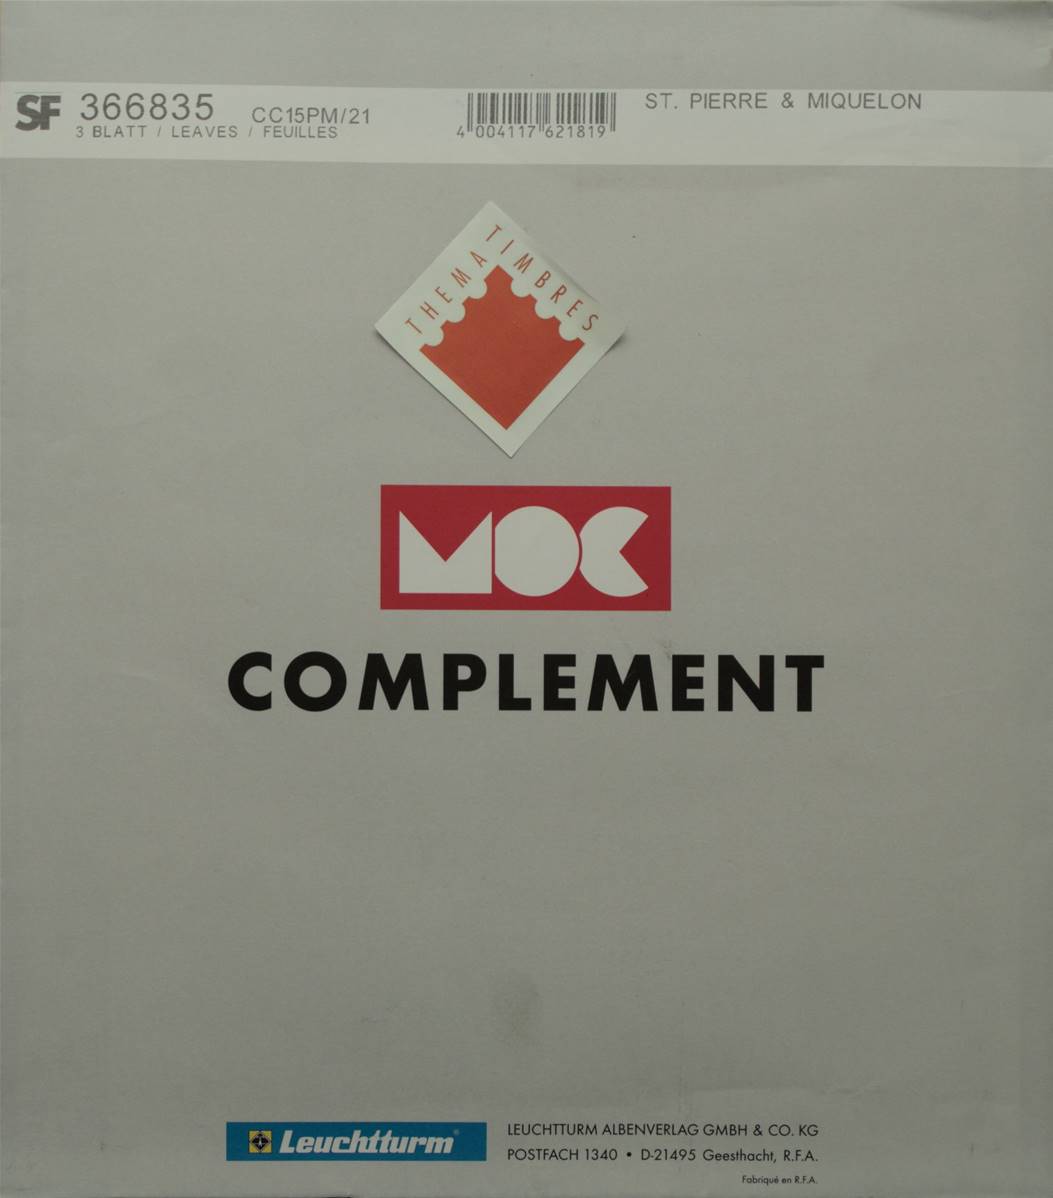 SF 366835 CC15PM/21
3 BLATT / LEAVES / FEUILLES
4 004117 621819
ST. PIERRE & MIQUELON
THEMA TIMBRES
MOC
COMPLEMENT
Leuchtturm®
LEUCHTTURM ALBENVERLAG GMBH & CO. KG
POSTFACH 1340 • D-21495 Geesthacht, R.F.A.
Fabriqué en R.F.A.